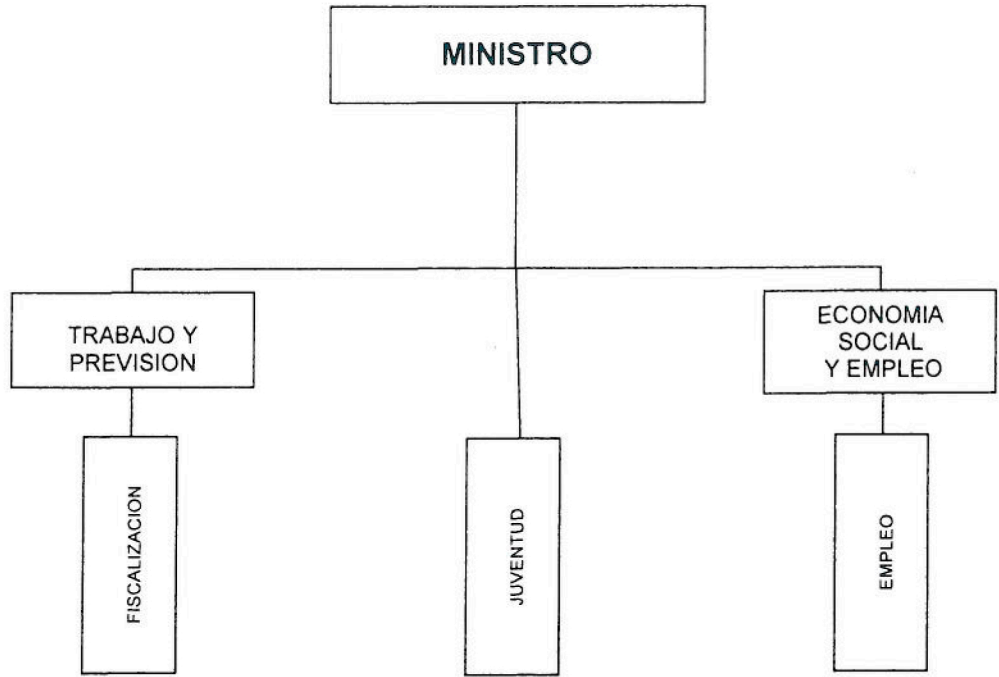 MINISTRO
TRABAJO Y
PREVISION
ECONOMIA
SOCIAL
Y EMPLEO
FISCALIZACION
JUVENTUD
EMPLEO